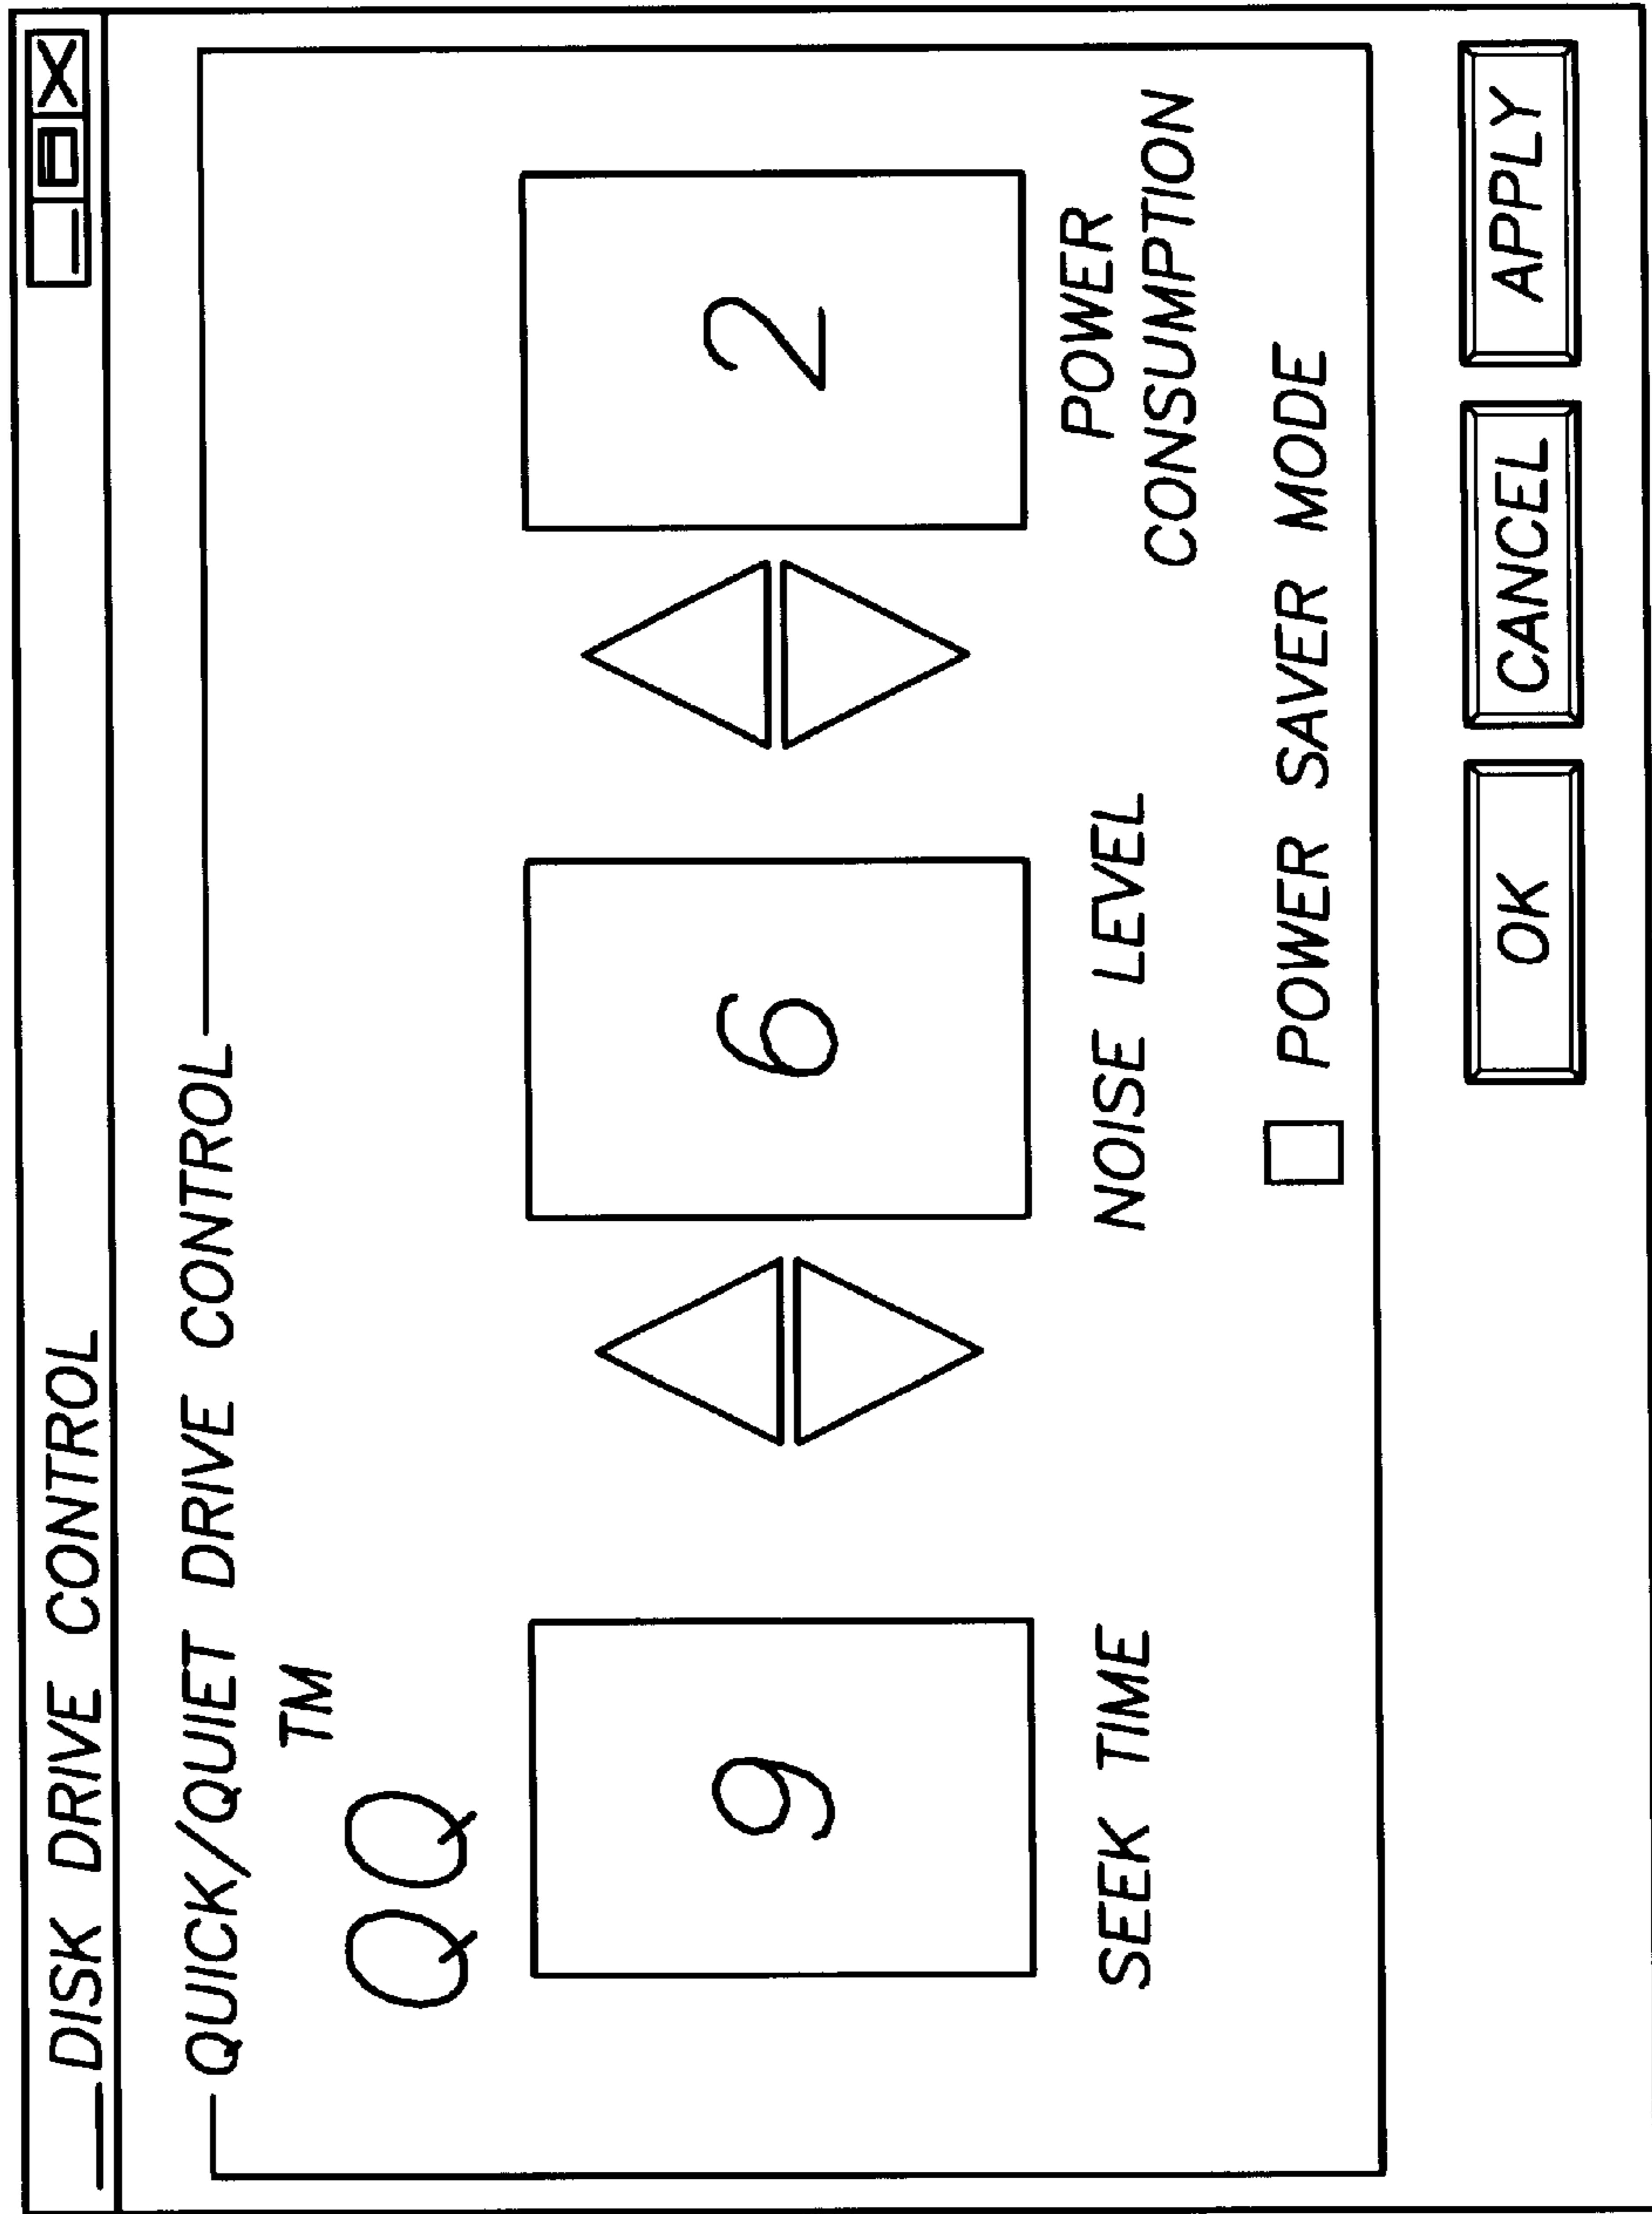 DISK DRIVE CONTROL
QUICK/QUIET DRIVE CONTROL
QQ TM
9
6
2
SEEK TIME
NOISE LEVEL
POWER
CONSUMPTION
POWER SAVER MODE
OK
CANCEL
APPLY